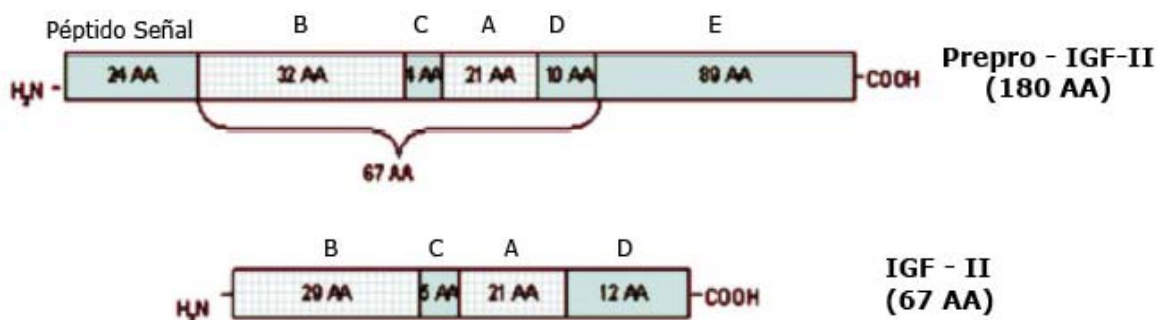 Péptido Señal B C A D E
H₂N - 24 AA 32 AA 4 AA 21 AA 10 AA 89 AA -COOH
Prepro - IGF-II
(180 AA)
67 AA
B C A D
H₂N - 29 AA 5 AA 21 AA 12 AA -COOH
IGF - II
(67 AA)